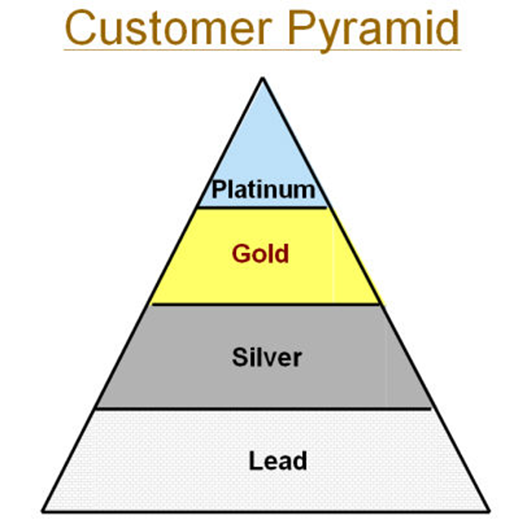 Customer Pyramid
Platinum
Gold
Silver
Lead